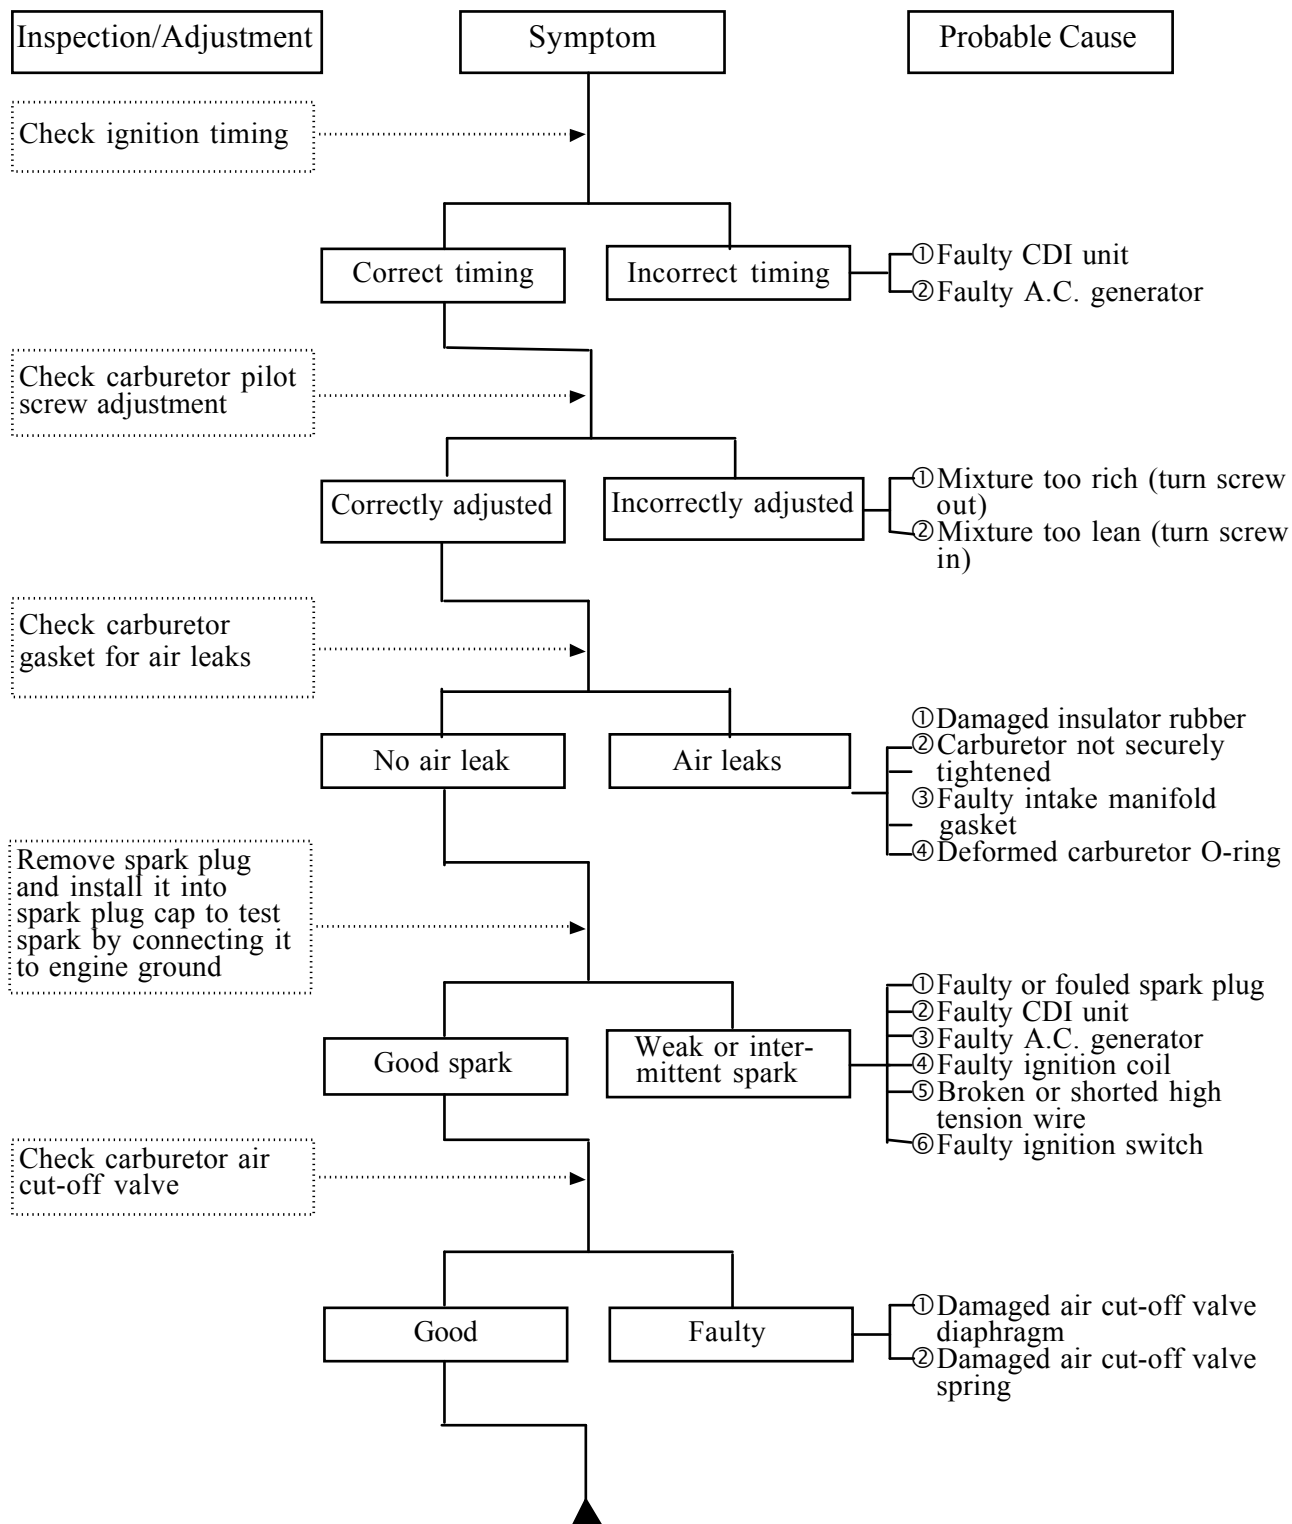 Inspection/Adjustment
Symptom
Probable Cause
Check ignition timing
Correct timing
Incorrect timing
①Faulty CDI unit
②Faulty A.C. generator
Check carburetor pilot
screw adjustment
Correctly adjusted
Incorrectly adjusted
①Mixture too rich (turn screw
out)
②Mixture too lean (turn screw
in)
Check carburetor
gasket for air leaks
No air leak
Air leaks
①Damaged insulator rubber
②Carburetor not securely
tightened
③Faulty intake manifold
gasket
④Deformed carburetor O-ring
Remove spark plug
and install it into
spark plug cap to test
spark by connecting it
to engine ground
Good spark
Weak or inter-
mittent spark
①Faulty or fouled spark plug
②Faulty CDI unit
③Faulty A.C. generator
④Faulty ignition coil
⑤Broken or shorted high
tension wire
⑥Faulty ignition switch
Check carburetor air
cut-off valve
Good
Faulty
①Damaged air cut-off valve
diaphragm
②Damaged air cut-off valve
spring